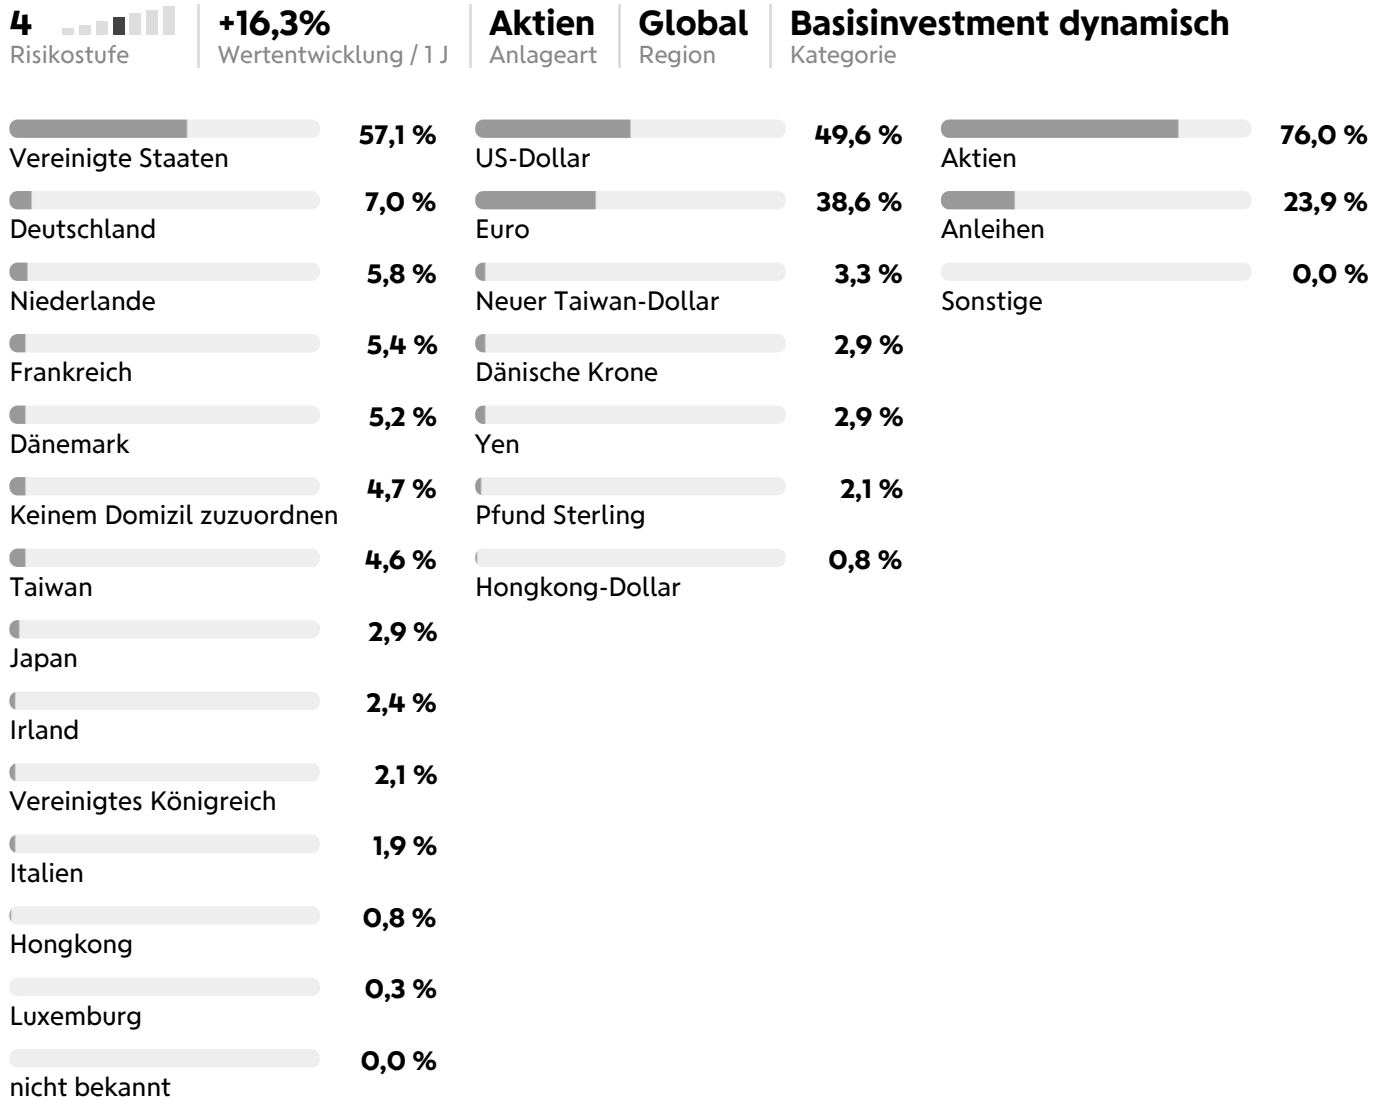 4
Risikostufe
+16,3%
Wertentwicklung / 1 J
Aktien
Anlageart
Global
Region
Basisinvestment dynamisch
Kategorie
57,1 %
Vereinigte Staaten
7,0 %
Deutschland
5,8 %
Niederlande
5,4 %
Frankreich
5,2 %
Dänemark
4,7 %
Keinem Domizil zuzuordnen
4,6 %
Taiwan
2,9 %
Japan
2,4 %
Irland
2,1 %
Vereinigtes Königreich
1,9 %
Italien
0,8 %
Hongkong
0,3 %
Luxemburg
0,0 %
nicht bekannt
49,6 %
US-Dollar
38,6 %
Euro
3,3 %
Neuer Taiwan-Dollar
2,9 %
Dänische Krone
2,9 %
Yen
2,1 %
Pfund Sterling
0,8 %
Hongkong-Dollar
76,0 %
Aktien
23,9 %
Anleihen
0,0 %
Sonstige